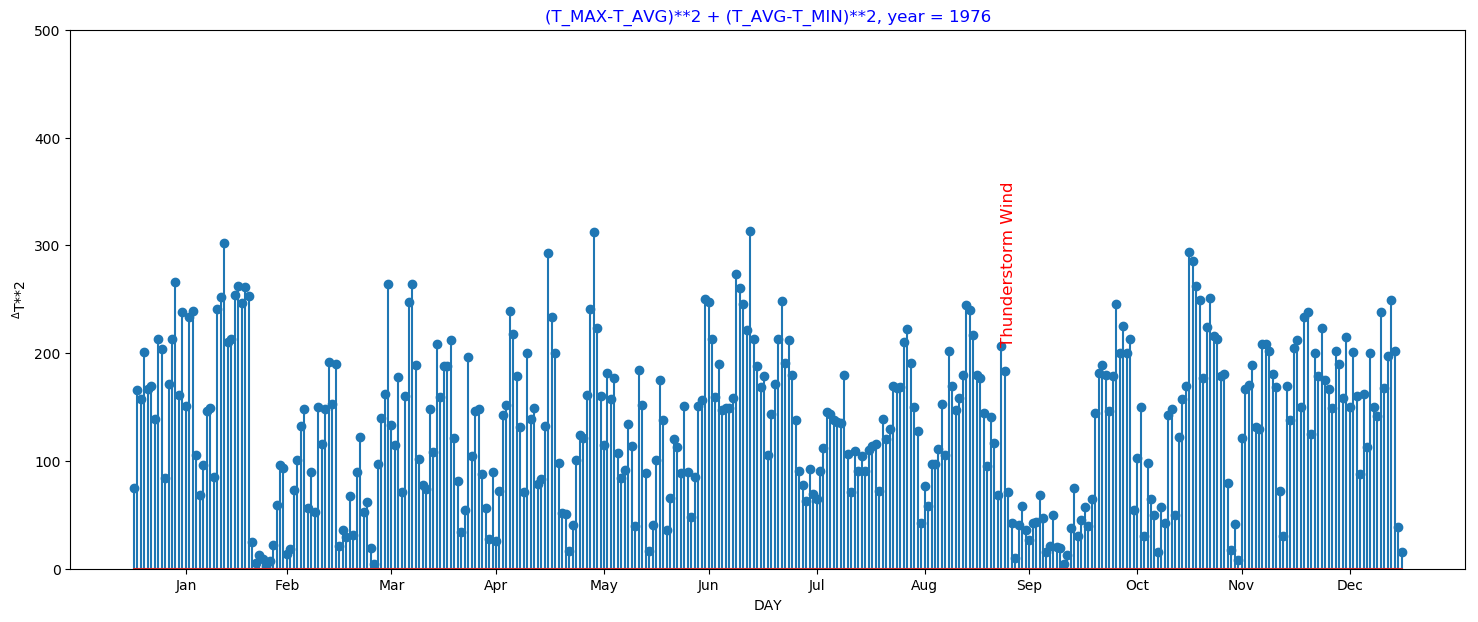 (T_MAX-T_AVG)**2 + (T_AVG-T_MIN)**2, year = 1976
500
400
300
200
100
0
ΔT**2
Thunderstorm Wind
Jan Feb Mar Apr May Jun Jul Aug Sep Oct Nov Dec
DAY